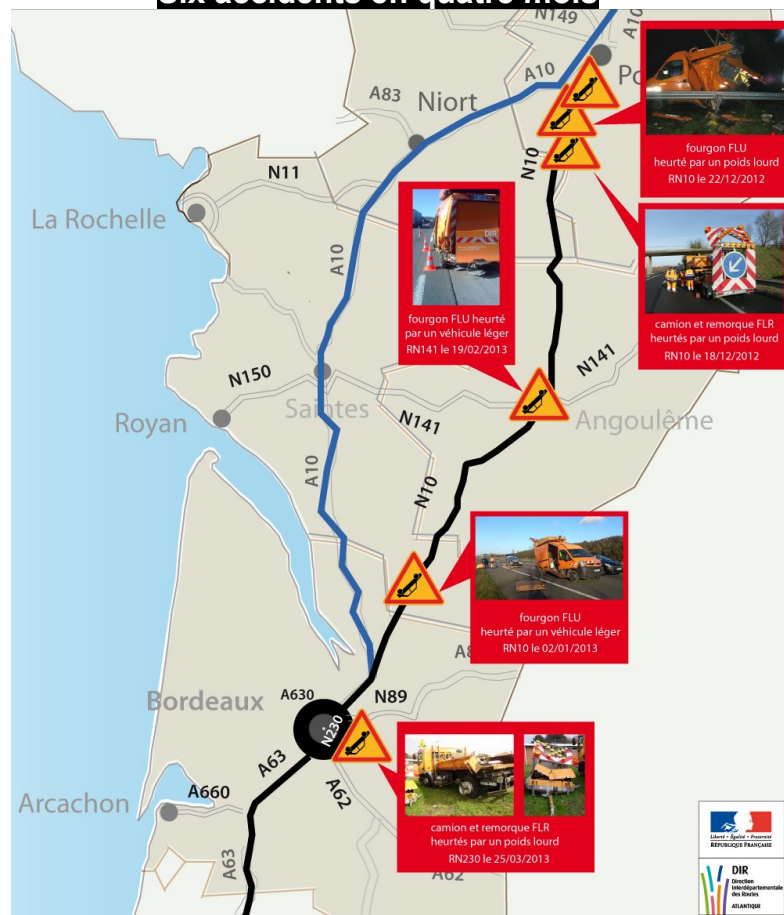 Six accidents en quatre mois
N149
A10
A10
A83
Niort
fourgon FLU
heurté par un poids lourd
RN10 le 22/12/2012
N10
N11
La Rochelle
A10
DIR
fourgon FLU heurté
par un véhicule léger
RN141 le 19/02/2013
camion et remorque FLR
heurtés par un poids lourd
RN10 le 18/12/2012
N150
Saintes
N141
Royan
N141
Angoulême
A10
N10
fourgon FLU
heurté par un véhicule léger
RN10 le 02/01/2013
Bordeaux
A630
N89
N230
A63
A62
A660
Arcachon
A63
camion et remorque FLR
heurtés par un poids lourd
RN230 le 25/03/2013
A62
Liberté • Égalité • Fraternité
RÉPUBLIQUE FRANÇAISE
DIR
Direction
interdépartementale
des Routes
ATLANTIQUE